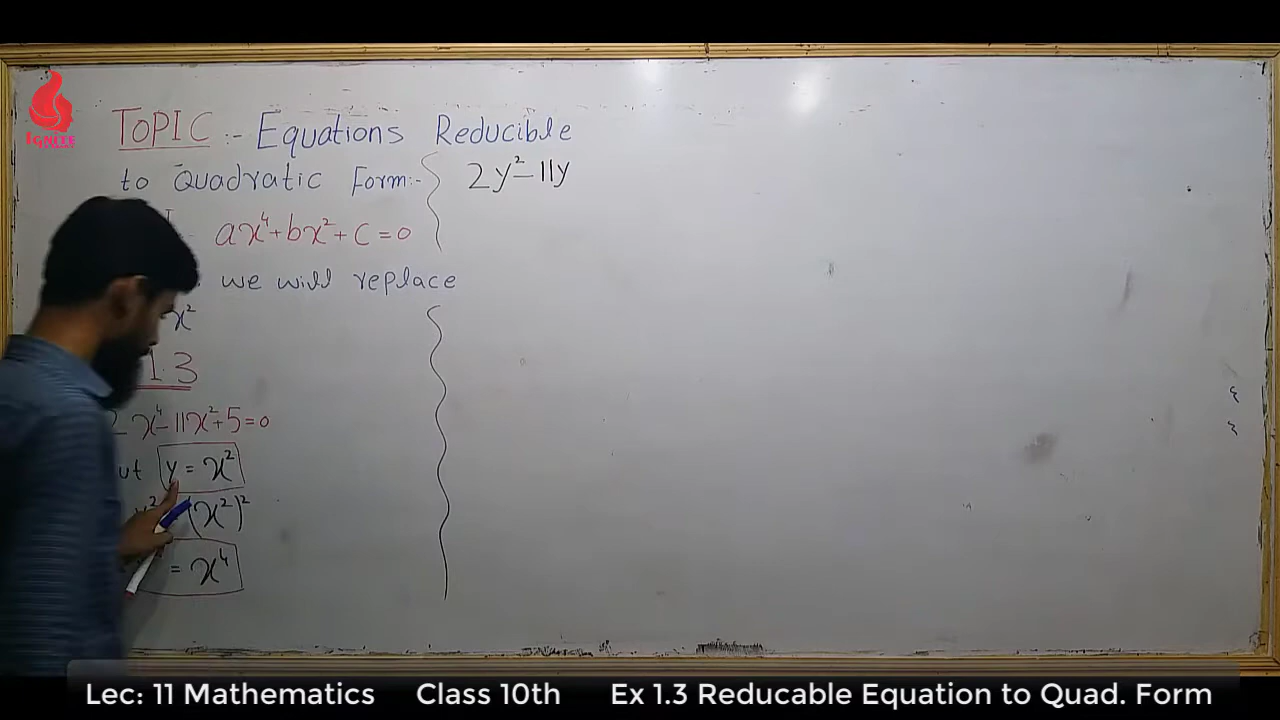 IGNITE
TOPIC :- Equations Reducible
to Quadratic Form:-
ax⁴+bx²+c=0
we will replace
x²
1.3
2x⁴-11x²+5=0
y=x²
(x²)²
=x⁴
2y²-11y
Lec: 11 Mathematics Class 10th Ex 1.3 Reducable Equation to Quad. Form